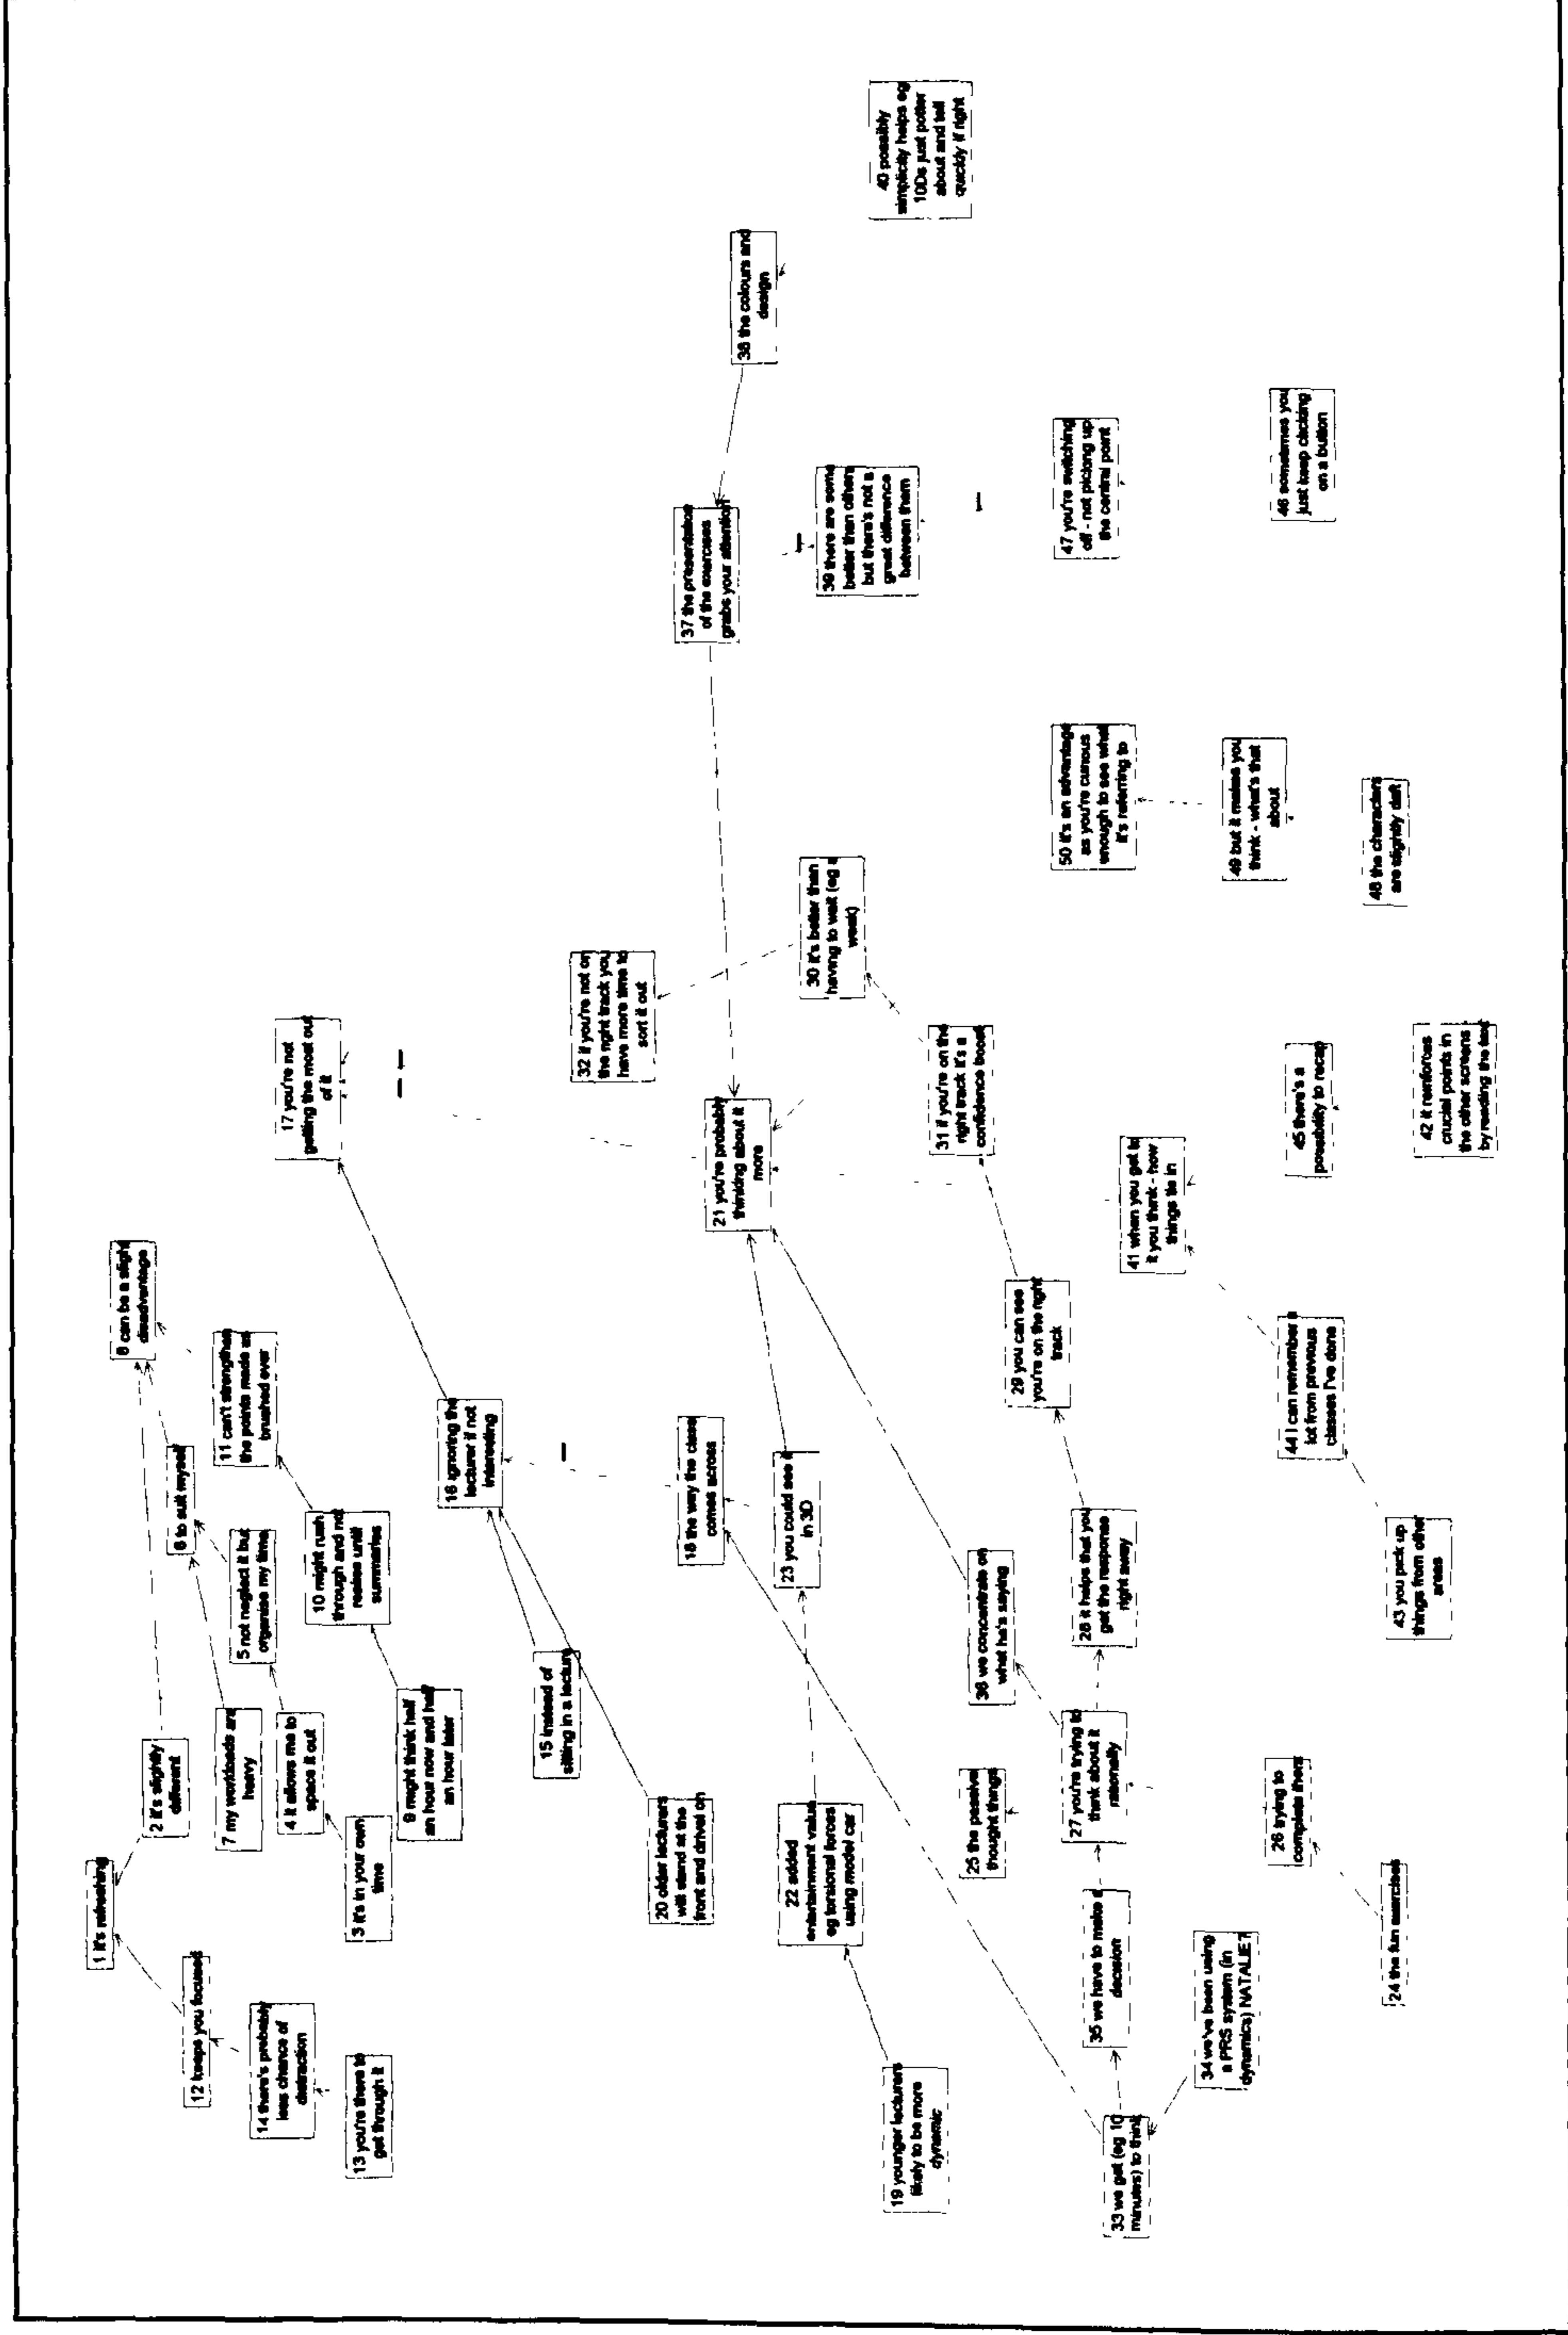 1 it's refreshing
2 it's slightly
different
7 my workloads are
heavy
4 it allows me to
space it out
3 it's in your own
time
5 not neglect it but
organise my time
6 to suit myself
8 can be a slight
disadvantage
11 can't strengthen
the points made as
brushed over
10 might rush
through and not
realise until
summaries
9 might think half
an hour now and half
an hour later
12 keeps you focused
14 there's probably
less chance of
distraction
13 you're there to
get through it
17 you're not
getting the most out
of it
16 ignoring the
lecturer if not
interesting
15 instead of
sitting in a lecture
20 older lecturers
will stand at the
front and drivel on
18 the way the class
comes across
23 you could see it
in 3D
22 added
entertainment value
eg torsional forces
using model car
19 younger lecturers
likely to be more
dynamic
32 if you're not on
the right track you
have more time to
sort it out
21 you're probably
thinking about it
more
30 it's better than
having to wait (eg a
week)
31 if you're on the
right track it's a
confidence boost
29 you can see
you're on the right
track
28 it helps that you
get the response
right away
36 we concentrate on
what he's saying
27 you're trying to
think about it
rationally
25 the passive
thought things
35 we have to make a
decision
33 we get (eg 10
minutes) to think
34 we've been using
a PRS system (in
dynamics) NATALIE?
26 trying to
complete them
24 the fun exercises
37 the presentation
of the exercises
grabs your attention
38 the colours and
design
40 possibly
simplicity helps eg
10Ds just potter
about and tell
quickly if right
39 there are some
better than others
but there's not a
great difference
between them
47 you're switching
off - not picking up
the central point
46 sometimes you
just keep clicking
on a button
50 it's an advantage
as you're curious
enough to see what
it's referring to
49 but it makes you
think - what's that
about
48 the characters
are slightly daft
41 when you get to
it you think - how
things tie in
45 there's a
possibility to recap
42 it reinforces
crucial points in
the other screens
by reading the text
44 I can remember a
lot from previous
classes I've done
43 you pick up
things from other
areas